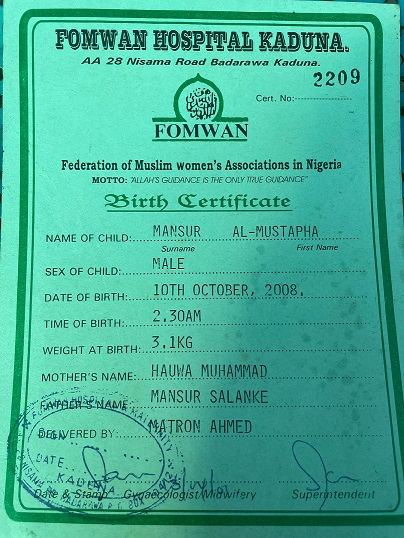 FOMWAN HOSPITAL KADUNA.
AA 28 Nisama Road Badarawa Kaduna.
2209
Cert. No:
FOMWAN
Federation of Muslim women's Associations in Nigeria
MOTTO: "ALLAH'S GUIDANCE IS THE ONLY TRUE GUIDANCE"
Birth Certificate
NAME OF CHILD: MANSUR AL-MUSTAPHA
Surname First Name
SEX OF CHILD: MALE
DATE OF BIRTH: 10TH OCTOBER, 2008.
TIME OF BIRTH: 2.30AM
WEIGHT AT BIRTH: 3.1KG
MOTHER'S NAME: HAUWA MUHAMMAD
FATHER'S NAME MANSUR SALANKE
DELIVERED BY: MATRON AHMED
SIGN
DATE
KADUNA
Date & Stamp Gynaecologist/Midwifery Superintendent